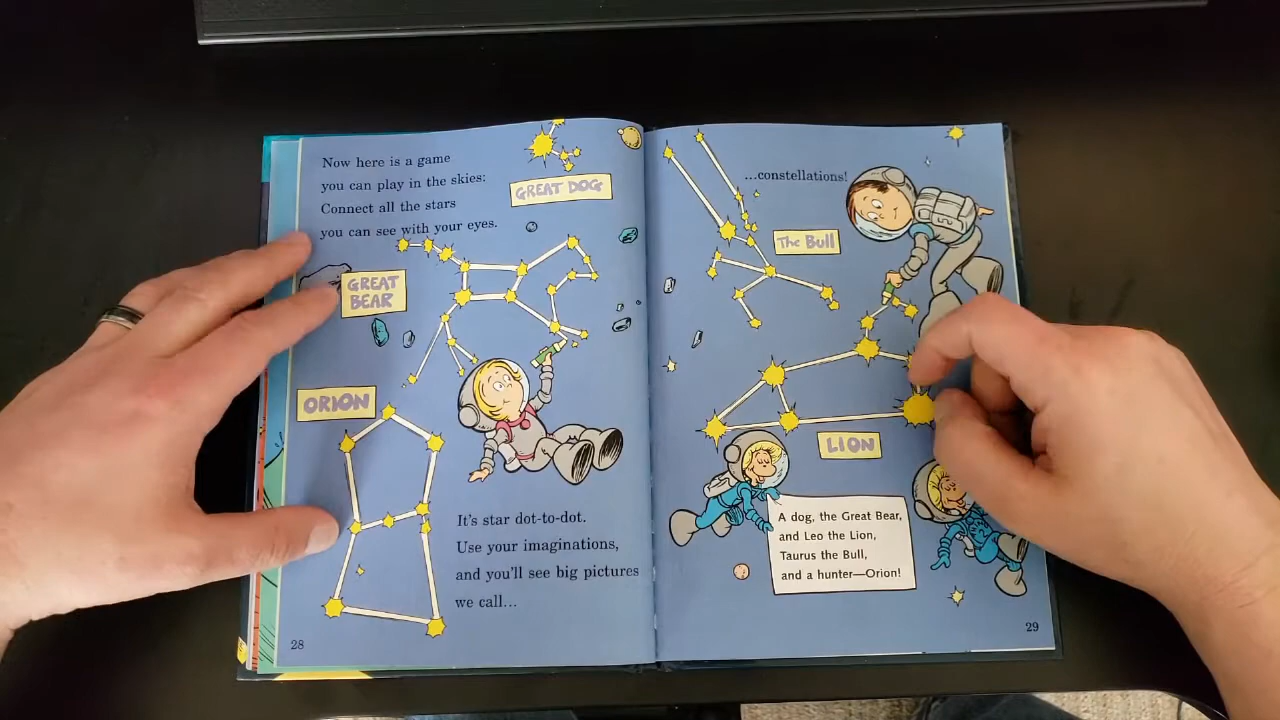 Now here is a game
you can play in the skies:
Connect all the stars
you can see with your eyes.
GREAT DOG
GREAT
BEAR
ORION
It's star dot-to-dot.
Use your imaginations,
and you'll see big pictures
we call...
28
...constellations!
The Bull
LION
A dog, the Great Bear,
and Leo the Lion,
Taurus the Bull,
and a hunter—Orion!
29